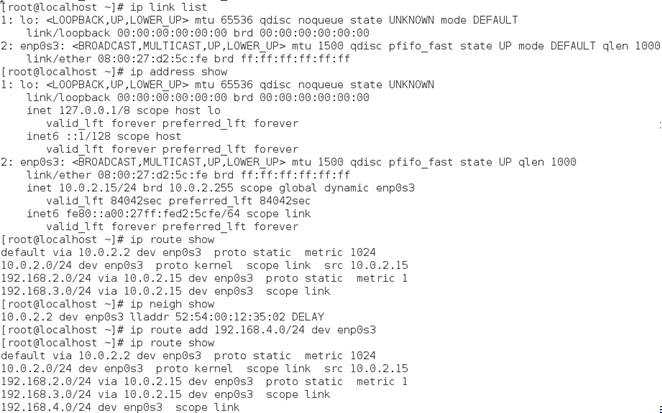 [root@localhost ~]# ip link list
1: lo: <LOOPBACK,UP,LOWER_UP> mtu 65536 qdisc noqueue state UNKNOWN mode DEFAULT
    link/loopback 00:00:00:00:00:00 brd 00:00:00:00:00:00
2: enp0s3: <BROADCAST,MULTICAST,UP,LOWER_UP> mtu 1500 qdisc pfifo_fast state UP mode DEFAULT qlen 1000
    link/ether 08:00:27:d2:5c:fe brd ff:ff:ff:ff:ff:ff
[root@localhost ~]# ip address show
1: lo: <LOOPBACK,UP,LOWER_UP> mtu 65536 qdisc noqueue state UNKNOWN
    link/loopback 00:00:00:00:00:00 brd 00:00:00:00:00:00
    inet 127.0.0.1/8 scope host lo
       valid_lft forever preferred_lft forever
    inet6 ::1/128 scope host
       valid_lft forever preferred_lft forever
2: enp0s3: <BROADCAST,MULTICAST,UP,LOWER_UP> mtu 1500 qdisc pfifo_fast state UP qlen 1000
    link/ether 08:00:27:d2:5c:fe brd ff:ff:ff:ff:ff:ff
    inet 10.0.2.15/24 brd 10.0.2.255 scope global dynamic enp0s3
       valid_lft 84042sec preferred_lft 84042sec
    inet6 fe80::a00:27ff:fed2:5cfe/64 scope link
       valid_lft forever preferred_lft forever
[root@localhost ~]# ip route show
default via 10.0.2.2 dev enp0s3  proto static  metric 1024
10.0.2.0/24 dev enp0s3  proto kernel  scope link  src 10.0.2.15
192.168.2.0/24 via 10.0.2.15 dev enp0s3  proto static  metric 1
192.168.3.0/24 via 10.0.2.15 dev enp0s3  scope link
[root@localhost ~]# ip neigh show
10.0.2.2 dev enp0s3 lladdr 52:54:00:12:35:02 DELAY
[root@localhost ~]# ip route add 192.168.4.0/24 dev enp0s3
[root@localhost ~]# ip route show
default via 10.0.2.2 dev enp0s3  proto static  metric 1024
10.0.2.0/24 dev enp0s3  proto kernel  scope link  src 10.0.2.15
192.168.2.0/24 via 10.0.2.15 dev enp0s3  proto static  metric 1
192.168.3.0/24 via 10.0.2.15 dev enp0s3  scope link
192.168.4.0/24 dev enp0s3  scope link